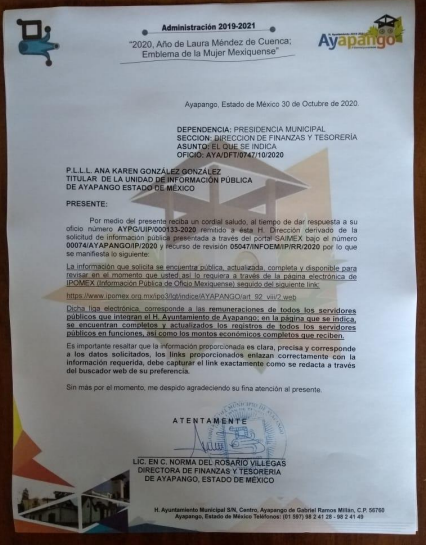 Administración 2019-2021
"2020, Año de Laura Méndez de Cuenca;
Emblema de la Mujer Mexiquense"
Ayapango
Ayapango, Estado de México 30 de Octubre de 2020.
DEPENDENCIA: PRESIDENCIA MUNICIPAL
SECCION: DIRECCION DE FINANZAS Y TESORERÍA
ASUNTO: EL QUE SE INDICA
OFICIO: AYA/DFT/0747/10/2020
P.L.L.L. ANA KAREN GONZÁLEZ GONZÁLEZ
TITULAR DE LA UNIDAD DE INFORMACIÓN PÚBLICA
DE AYAPANGO ESTADO DE MÉXICO
PRESENTE:
Por medio del presente reciba un cordial saludo, al tiempo de dar respuesta a su
oficio número AYPG/UIP/000133-2020 remitido a ésta H. Dirección derivado de la
solicitud de información pública presentada a través del portal SAIMEX bajo el número
00074/AYAPANGO/IP/2020 y recurso de revisión 05047/INFOEM/IP/RR/2020 por lo que
se manifiesta lo siguiente:
La información que solicita se encuentra pública, actualizada, completa y disponible para
revisar en el momento que usted así lo requiera a través de la página electrónica de
IPOMEX (Información Pública de Oficio Mexiquense) seguido del siguiente link:
https://www.ipomex.org.mx/ipo3/lgt/indice/AYAPANGO/art_92_viii/2.web
Dicha liga electrónica, corresponde a las remuneraciones de todos los servidores
públicos que integran el H. Ayuntamiento de Ayapango; en la página que se indica,
se encuentran completos y actualizados los registros de todos los servidores
públicos en funciones, así como los montos económicos completos que reciben.
Es importante resaltar que la información proporcionada es clara, precisa y corresponde
a los datos solicitados, los links proporcionados enlazan correctamente con la
información requerida, debe capturar el link exactamente como se redacta a través
del buscador web de su preferencia.
Sin más por el momento, me despido agradeciendo su fina atención al presente.
ATENTAMENTE
LIC. EN C. NORMA DEL ROSARIO VILLEGAS
DIRECTORA DE FINANZAS Y TESORERIA
DE AYAPANGO, ESTADO DE MÉXICO
H. Ayuntamiento Municipal S/N, Centro, Ayapango de Gabriel Ramos Millán, C.P. 56760
Ayapango, Estado de México Teléfonos: (01 597) 98 2 41 28 - 98 2 41 49